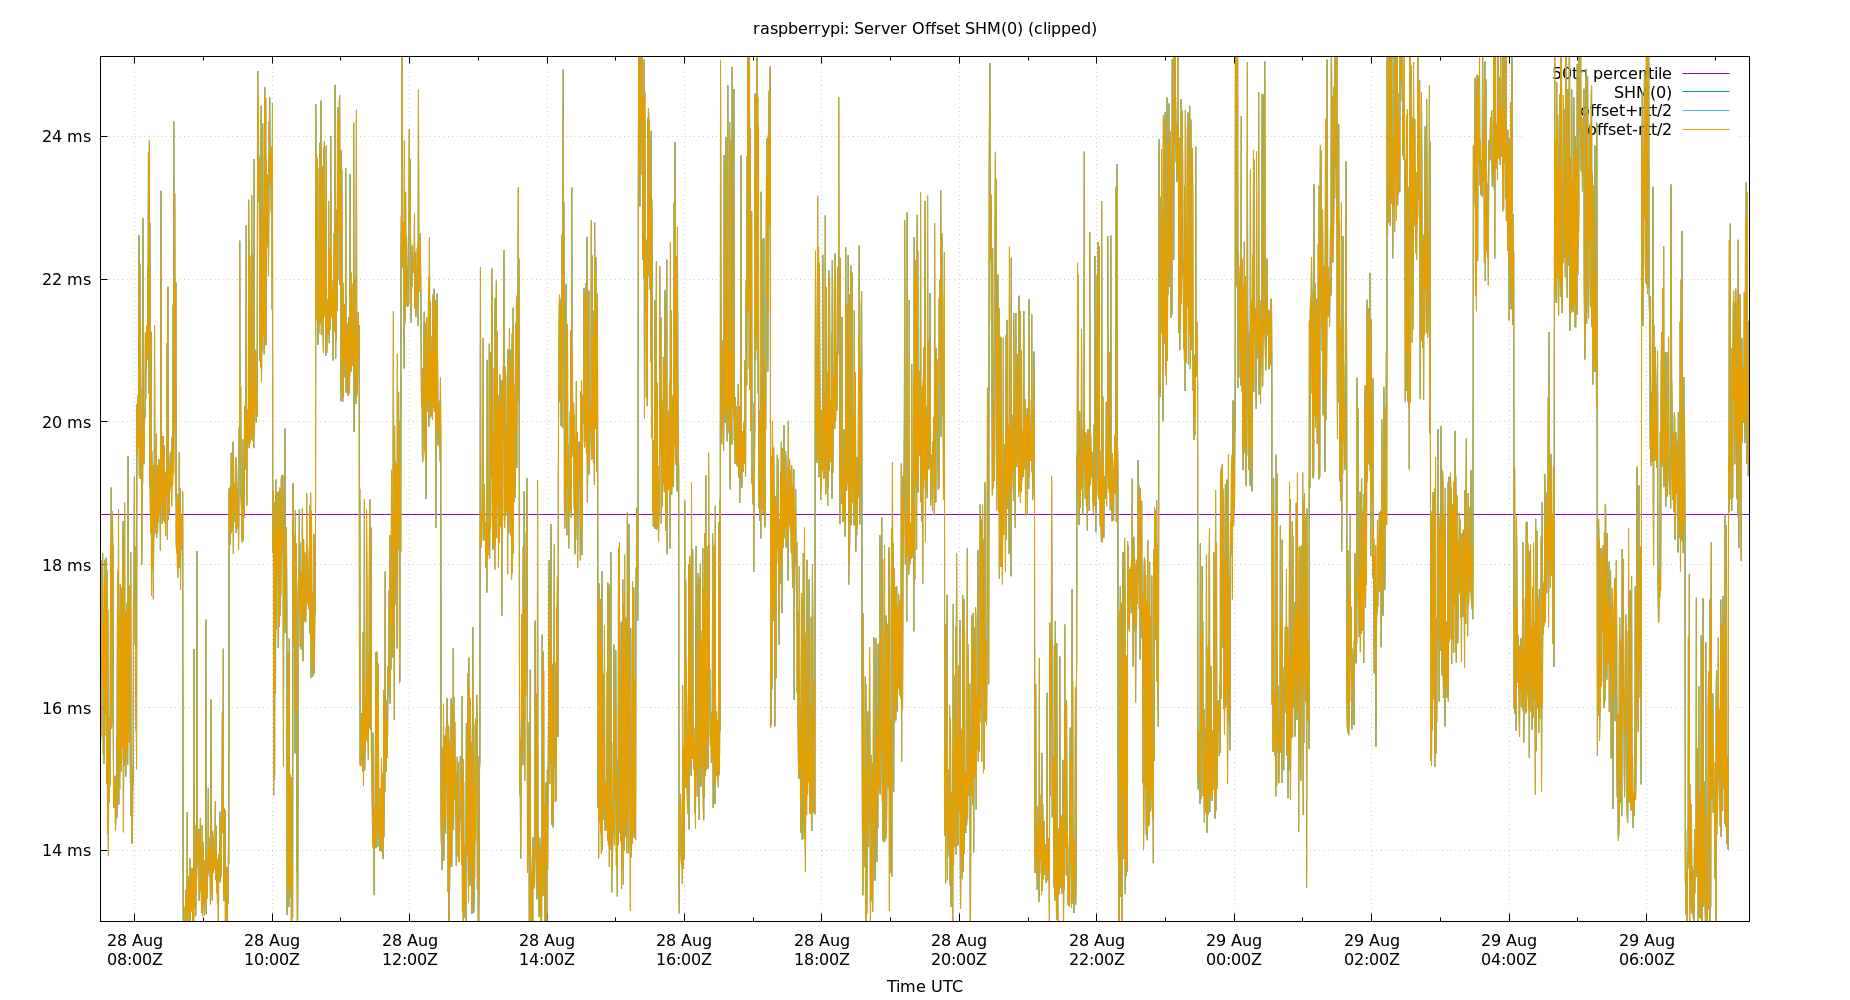 raspberrypi: Server Offset SHM(0) (clipped)
50th percentile
SHM(0)
offset+rtt/2
offset-rtt/2
24 ms
22 ms
20 ms
18 ms
16 ms
14 ms
28 Aug 28 Aug 28 Aug 28 Aug 28 Aug 28 Aug 28 Aug 28 Aug 29 Aug 29 Aug 29 Aug 29 Aug
08:00Z 10:00Z 12:00Z 14:00Z 16:00Z 18:00Z 20:00Z 22:00Z 00:00Z 02:00Z 04:00Z 06:00Z
Time UTC